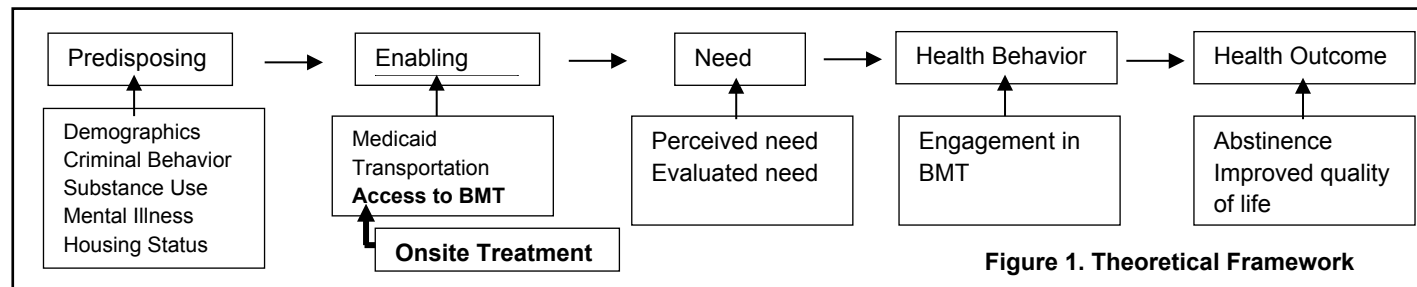 Predisposing
Enabling
Need
Health Behavior
Health Outcome
Demographics
Criminal Behavior
Substance Use
Mental Illness
Housing Status
Medicaid
Transportation
Access to BMT
Onsite Treatment
Perceived need
Evaluated need
Engagement in
BMT
Abstinence
Improved quality
of life
Figure 1. Theoretical Framework